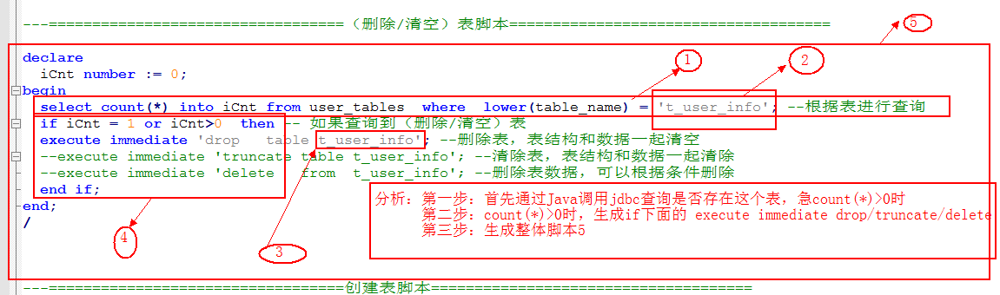 ---==================================（删除/清空）表脚本=====================================
5
declare
iCnt number := 0;
begin
1
2
select count(*) into iCnt from user_tables where lower(table_name) = 't_user_info'; --根据表进行查询
if iCnt = 1 or iCnt>0 then -- 如果查询到（删除/清空）表
execute immediate 'drop table t_user_info'; --删除表，表结构和数据一起清空
--execute immediate 'truncate table t_user_info'; --清除表，表结构和数据一起清除
--execute immediate 'delete from t_user_info'; --删除表数据，可以根据条件删除
end if;
end;
/
4
3
分析：第一步：首先通过Java调用jdbc查询是否存在这个表，急count(*)>0时
第二步：count(*)>0时，生成if下面的 execute immediate drop/truncate/delete
第三步：生成整体脚本5
---==================================创建表脚本=====================================